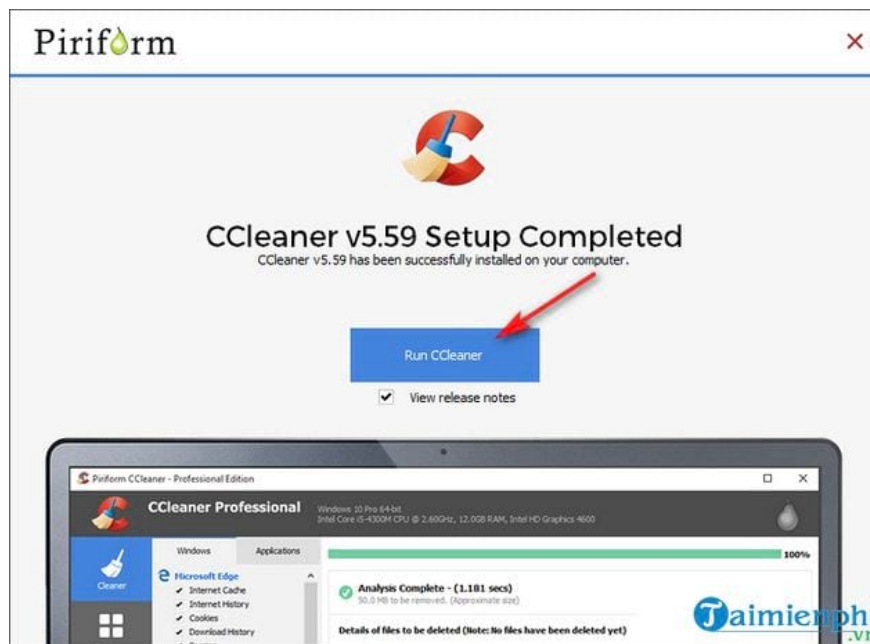 Piriform
CCleaner v5.59 Setup Completed
CCleaner v5.59 has been successfully installed on your computer.
Run CCleaner
View release notes
Piriform CCleaner - Professional Edition
CCleaner Professional
Windows 10 Pro 64-bit
Intel Core i5-4300M CPU @ 2.60GHz, 12.0GB RAM, Intel HD Graphics 4600
Cleaner
Windows
Applications
100%
Microsoft Edge
Internet Cache
Internet History
Cookies
Download History
Analysis Complete - (1.181 secs)
50.0 MB to be removed. (Approximate size)
Details of files to be deleted (Note: No files have been deleted yet)
Taimienph
.vn